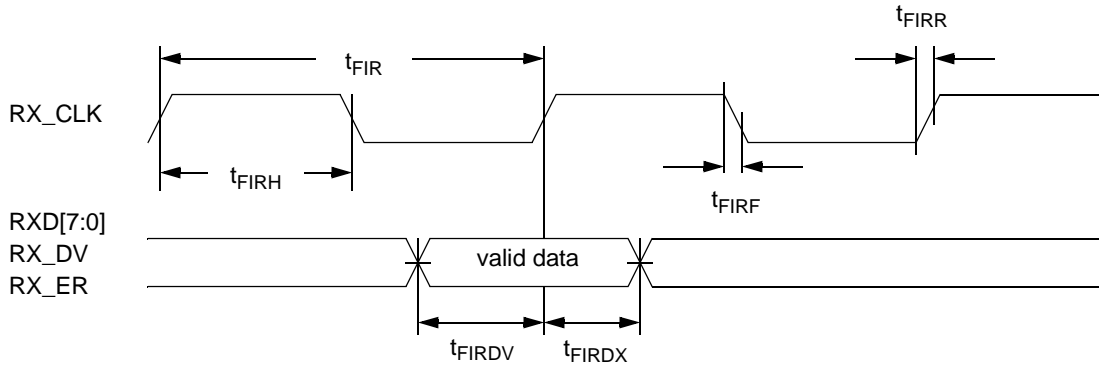 tFIRR
tFIR
RX_CLK
tFIRH
tFIRF
RXD[7:0]
RX_DV
valid data
RX_ER
tFIRDV
tFIRDX